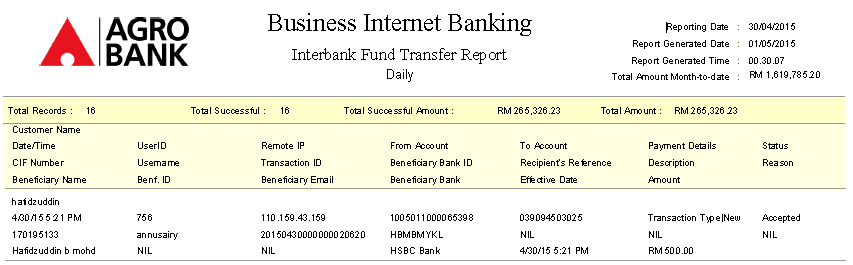 AGRO
BANK
Business Internet Banking
Interbank Fund Transfer Report
Daily
Reporting Date : 30/04/2015
Report Generated Date : 01/05/2015
Report Generated Time : 00.30.07
Total Amount Month-to-date : RM 1,619,785.20
Total Records : 16 Total Successful : 16 Total Successful Amount : RM 265,326.23 Total Amount : RM 265,326.23
Customer Name
Date/Time UserID Remote IP From Account To Account Payment Details Status
CIF Number Username Transaction ID Beneficiary Bank ID Recipient's Reference Description Reason
Beneficiary Name Benf. ID Beneficiary Email Beneficiary Bank Effective Date Amount
hafidzuddin
4/30/15 5:21 PM 756 110.159.43.159 1005011000065398 039094503025 Transaction Type|New Accepted
170195133 annusairy 20150430000000020620 HBMBMYKL NIL NIL NIL
Hafidzuddin b mohd NIL NIL HSBC Bank 4/30/15 5:21 PM RM 500.00